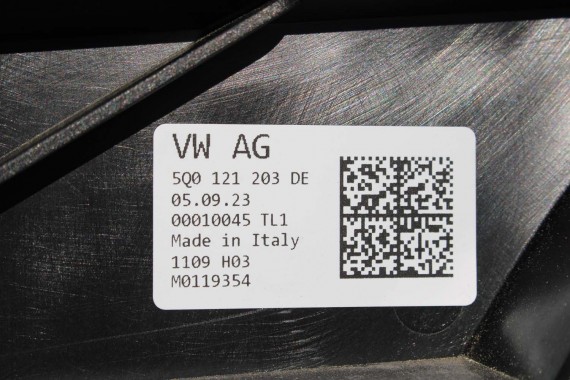 VW AG
5Q0 121 203 DE
05.09.23
00010045 TL1
Made in Italy
1109 H03
M0119354